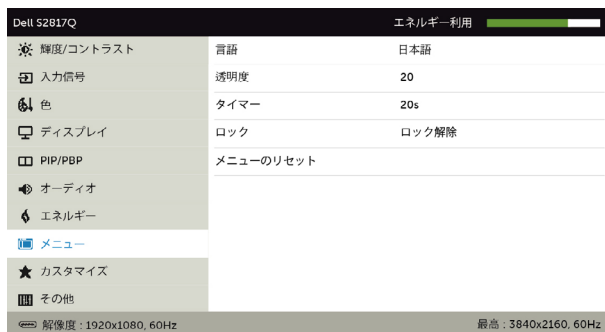 Dell S2817Q エネルギー利用
輝度/コントラスト 言語 日本語
入力信号 透明度 20
色 タイマー 20s
ディスプレイ ロック ロック解除
PIP/PBP メニューのリセット
オーディオ
エネルギー
メニュー
カスタマイズ
その他
解像度 : 1920x1080, 60Hz 最高 : 3840x2160, 60Hz